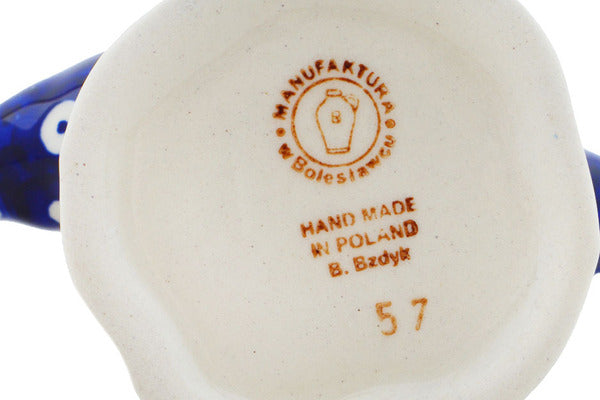 MANUFAKTURA
w Bolesławcu
B
HAND MADE
IN POLAND
B. Bzdyk
57